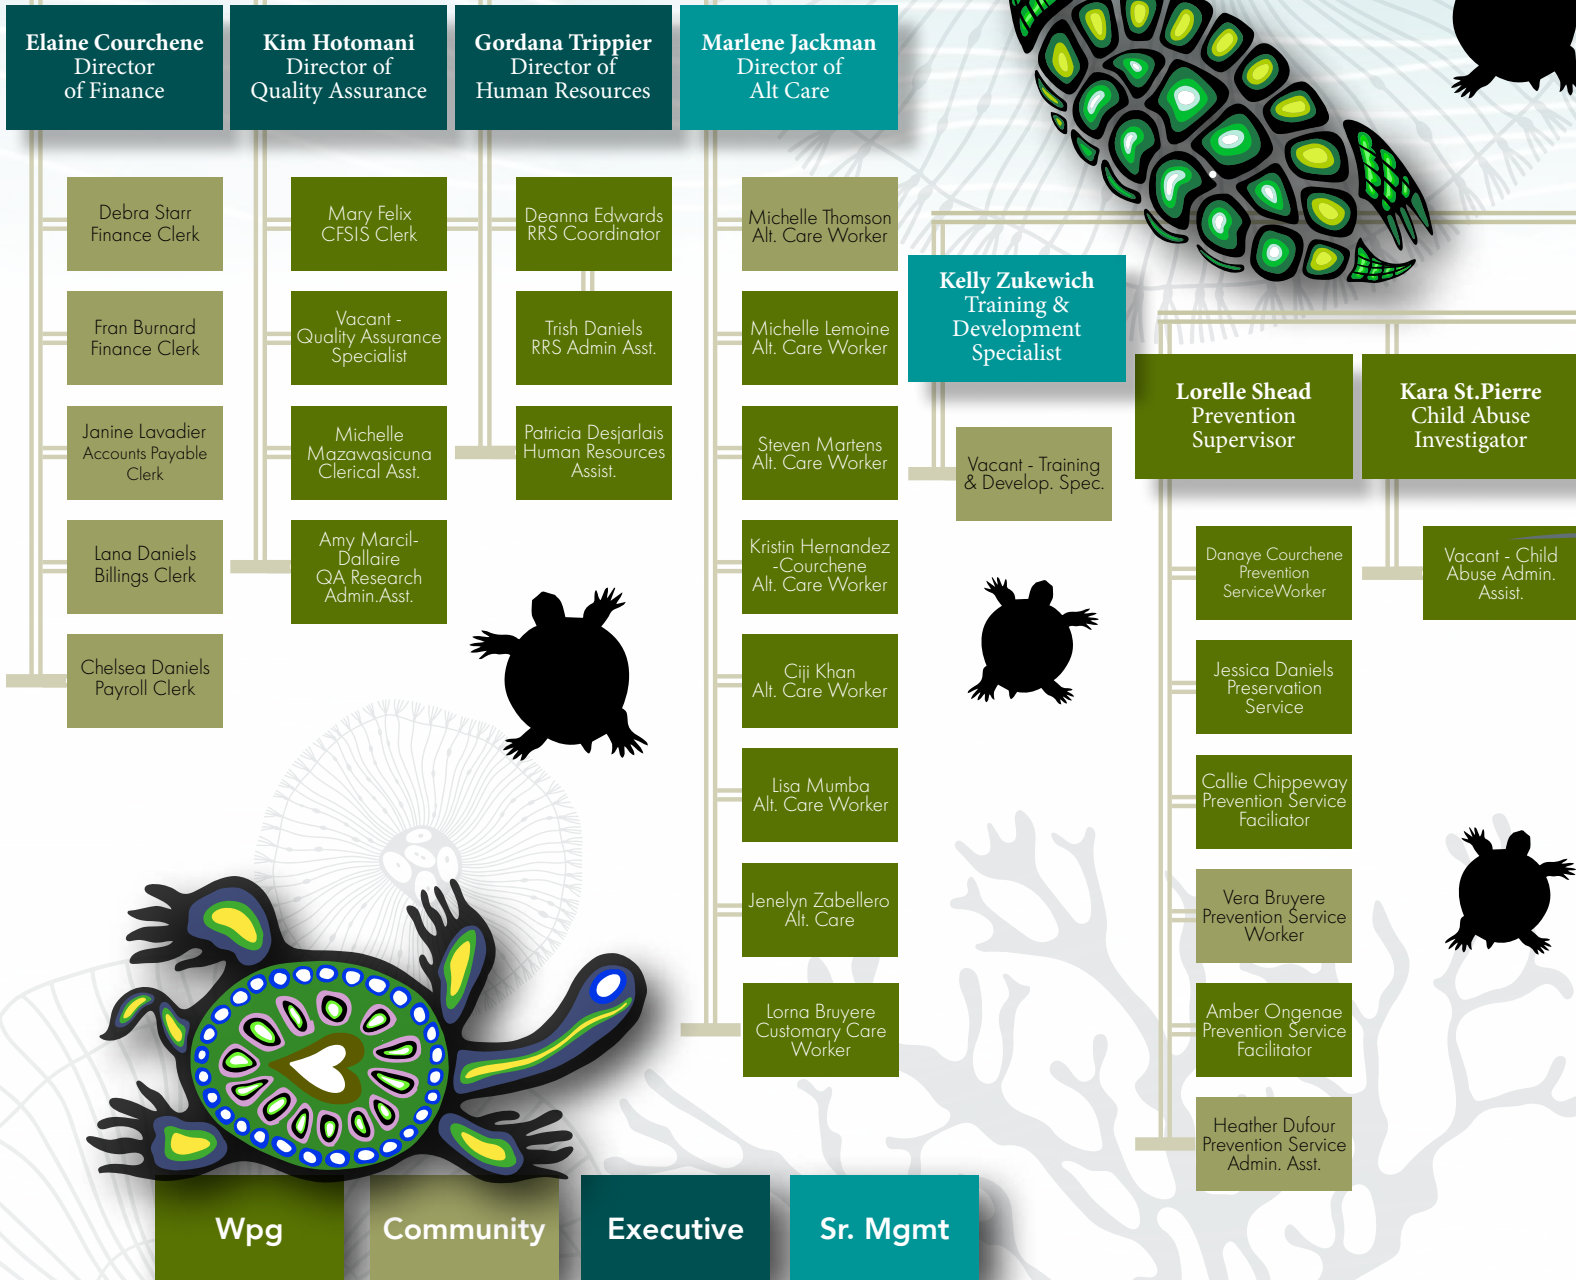 Elaine Courchene
Director
of Finance
Kim Hotomani
Director of
Quality Assurance
Gordana Trippier
Director of
Human Resources
Marlene Jackman
Director of
Alt Care
Debra Starr
Finance Clerk
Fran Burnard
Finance Clerk
Janine Lavadier
Accounts Payable
Clerk
Lana Daniels
Billings Clerk
Chelsea Daniels
Payroll Clerk
Mary Felix
CFSIS Clerk
Vacant -
Quality Assurance
Specialist
Michelle
Mazawasicuna
Clerical Asst.
Amy Marcil-
Dallaire
QA Research
Admin.Asst.
Deanna Edwards
RRS Coordinator
Trish Daniels
RRS Admin Asst.
Patricia Desjarlais
Human Resources
Assist.
Michelle Thomson
Alt. Care Worker
Michelle Lemoine
Alt. Care Worker
Steven Martens
Alt. Care Worker
Kristin Hernandez
-Courchene
Alt. Care Worker
Ciji Khan
Alt. Care Worker
Lisa Mumba
Alt. Care Worker
Jenelyn Zabellero
Alt. Care
Lorna Bruyere
Customary Care
Worker
Kelly Zukewich
Training &
Development
Specialist
Vacant - Training
& Develop. Spec.
Lorelle Shead
Prevention
Supervisor
Danaye Courchene
Prevention
ServiceWorker
Jessica Daniels
Preservation
Service
Callie Chippeway
Prevention Service
Faciliator
Vera Bruyere
Prevention Service
Worker
Amber Ongenae
Prevention Service
Facilitator
Heather Dufour
Prevention Service
Admin. Asst.
Kara St.Pierre
Child Abuse
Investigator
Vacant - Child
Abuse Admin.
Assist.
Wpg
Community
Executive
Sr. Mgmt